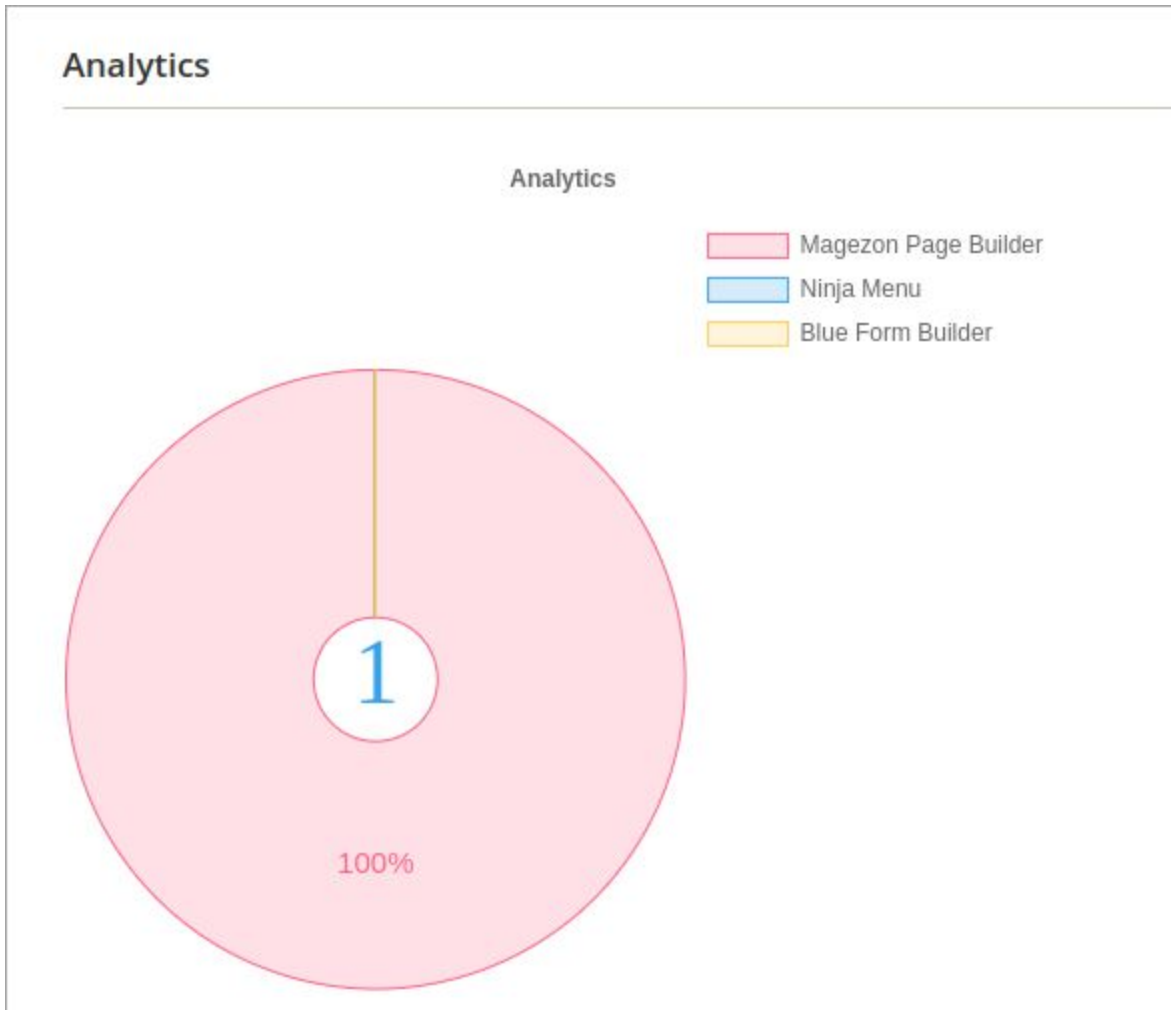 Analytics
Analytics
Magezon Page Builder
Ninja Menu
Blue Form Builder
1
100%